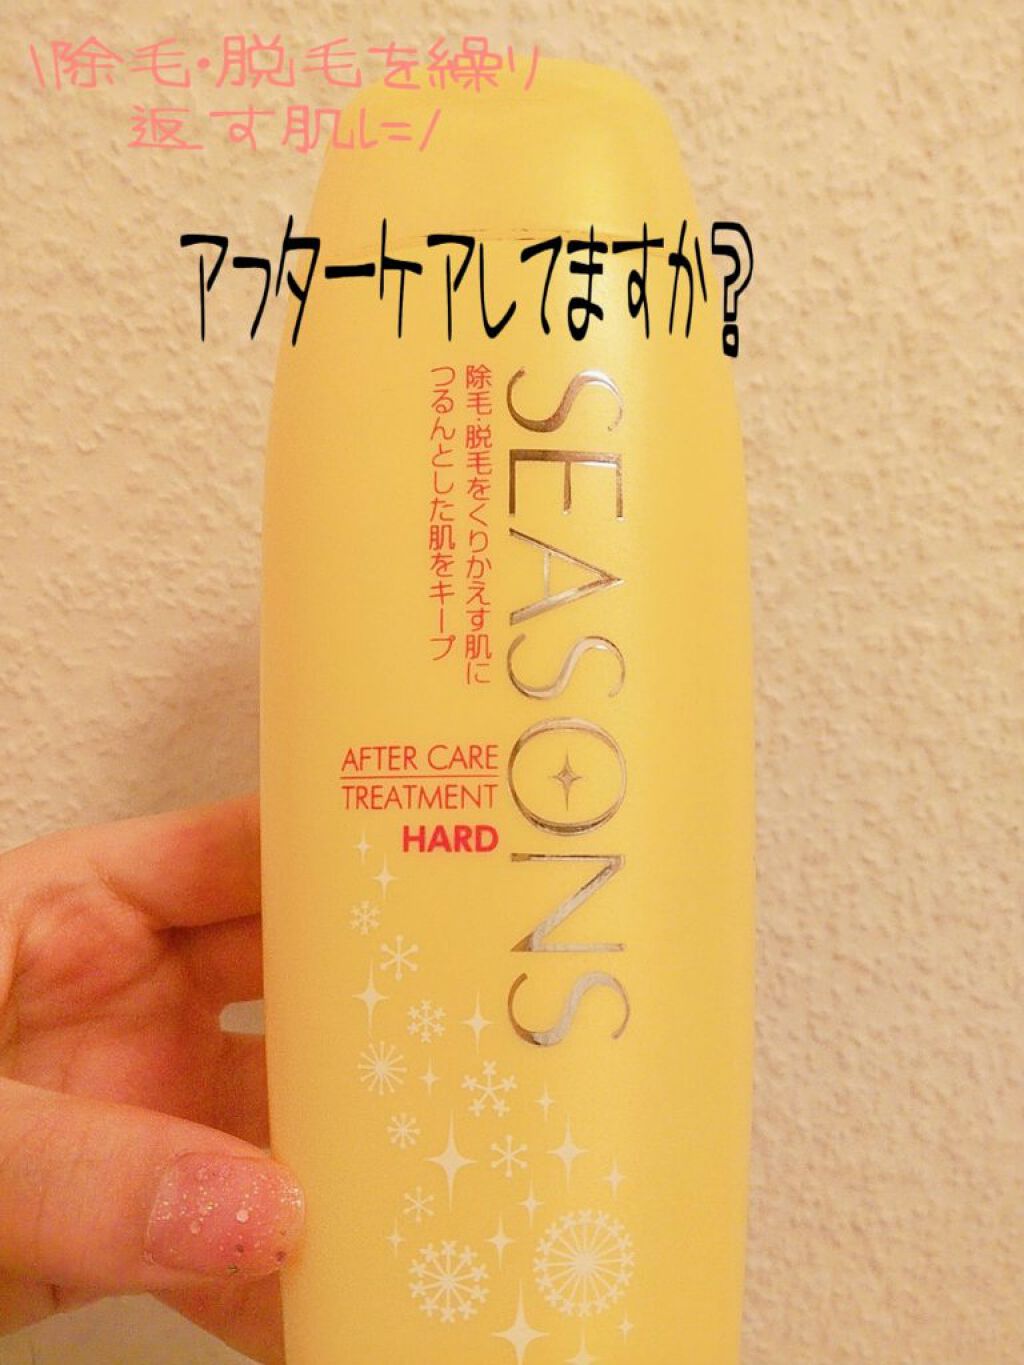 \除毛・脱毛を繰り
返す肌に/
アフターケアしてますか?
SEASONS
除毛・脱毛をくりかえす肌に
つるんとした肌をキープ
AFTER CARE
TREATMENT
HARD